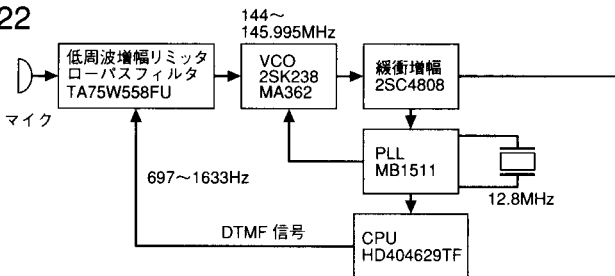 22
144～
145.995MHz
低周波増幅リミッタ
ローパスフィルタ
TA75W558FU
VCO
2SK238
MA362
緩衝増幅
2SC4808
マイク
PLL
MB1511
12.8MHz
697～1633Hz
DTMF 信号
CPU
HD404629TF